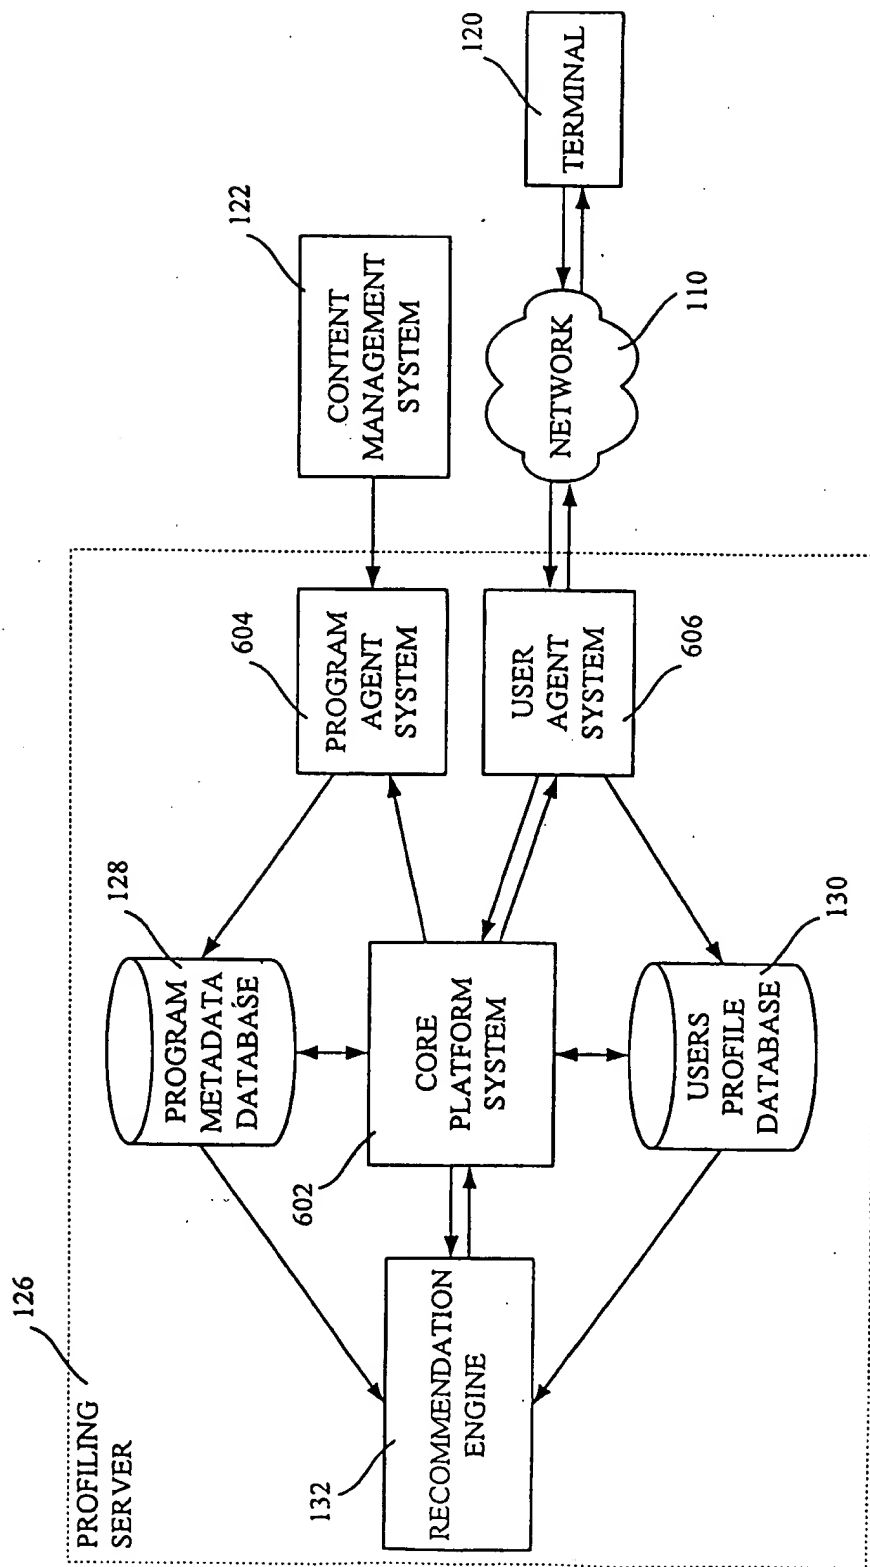 PROFILING
SERVER
126
PROGRAM
METADATA
DATABASE
128
PROGRAM
AGENT
SYSTEM
604
CONTENT
MANAGEMENT
SYSTEM
122
RECOMMENDATION
ENGINE
132
CORE
PLATFORM
SYSTEM
602
USER
AGENT
SYSTEM
606
NETWORK
110
TERMINAL
120
USERS
PROFILE
DATABASE
130